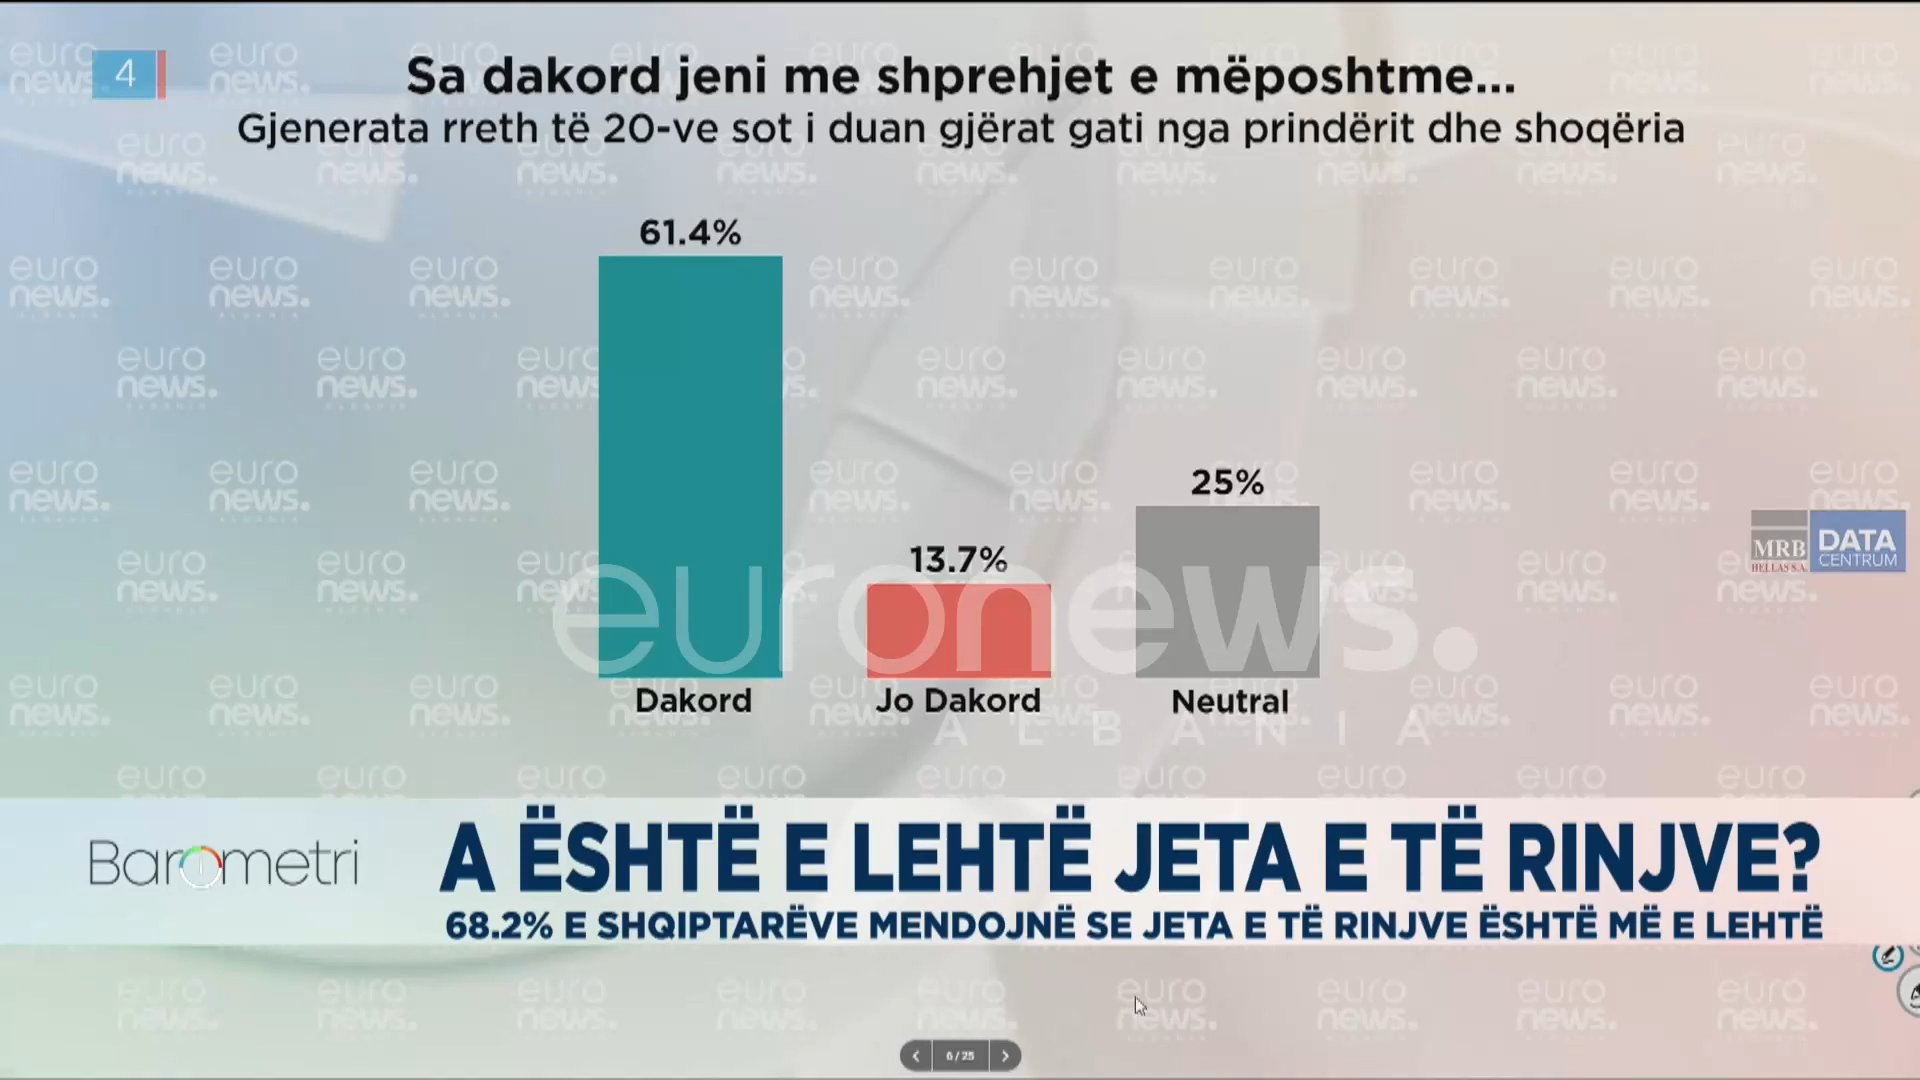 4
Sa dakord jeni me shprehjet e mëposhtme...
Gjenerata rreth të 20-ve sot i duan gjërat gati nga prindërit dhe shoqëria
61.4%
25%
13.7%
MRB
HELLAS S.A.
DATA
CENTRUM
euronews.
ALBANIA
Dakord
Jo Dakord
Neutral
Barometri
A ËSHTË E LEHTË JETA E TË RINJVE?
68.2% E SHQIPTARËVE MENDOJNË SE JETA E TË RINJVE ËSHTË MË E LEHTË
6 / 25